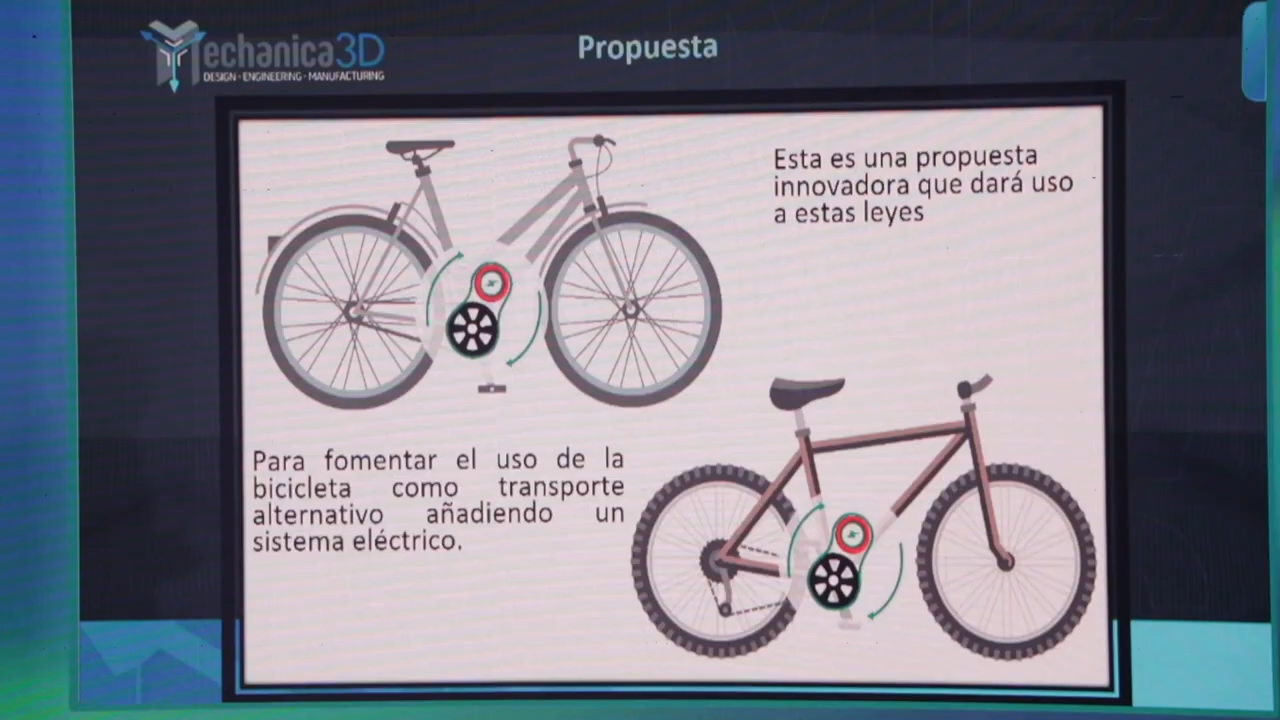 Mechanica3D
DESIGN - ENGINEERING - MANUFACTURING
Propuesta
Esta es una propuesta
innovadora que dará uso
a estas leyes
Para fomentar el uso de la
bicicleta como transporte
alternativo añadiendo un
sistema eléctrico.